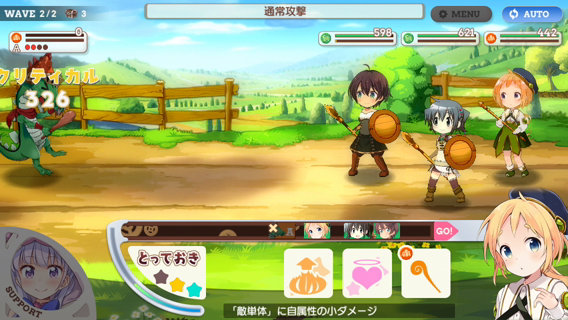 WAVE 2/2 3
通常攻撃
MENU
AUTO
0
A
598
621
442
クリティカル
326
GO!
とっておき
SUPPORT
「敵単体」に自属性の小ダメージ